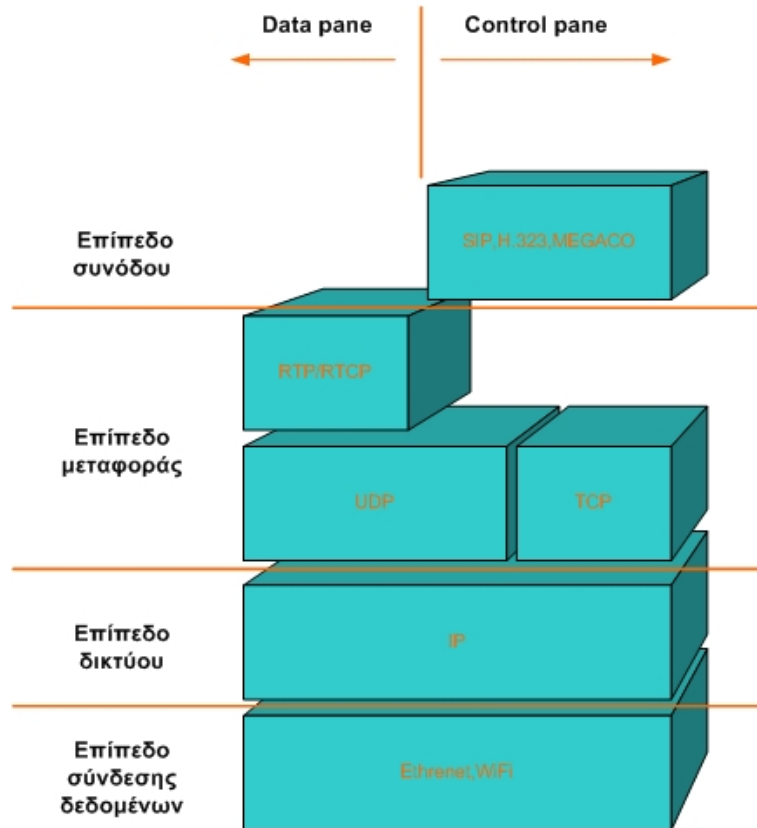 Data pane
Control pane
Επίπεδο
συνόδου
SIP,H.323,MEGACO
RTP/RTCP
Επίπεδο
μεταφοράς
UDP
TCP
Επίπεδο
δικτύου
IP
Επίπεδο
σύνδεσης
δεδομένων
Ethrenet,WiFi